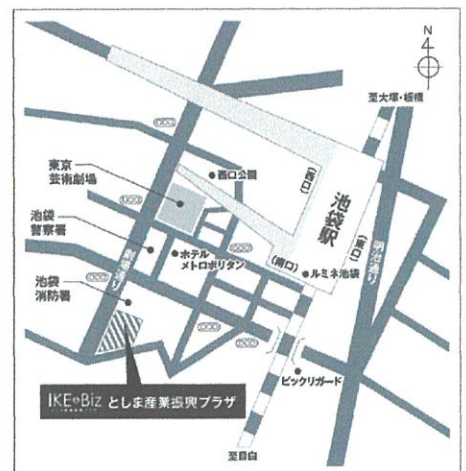 N
至大塚・板橋
西口公園
東京
芸術劇場
(西口)
池袋駅
(東口)
明治通り
池袋
警察署
ホテル
メトロポリタン
(南口)
ルミネ池袋
劇場通り
池袋
消防署
IKE・Biz としま産業振興プラザ
ビックリガード
至目白